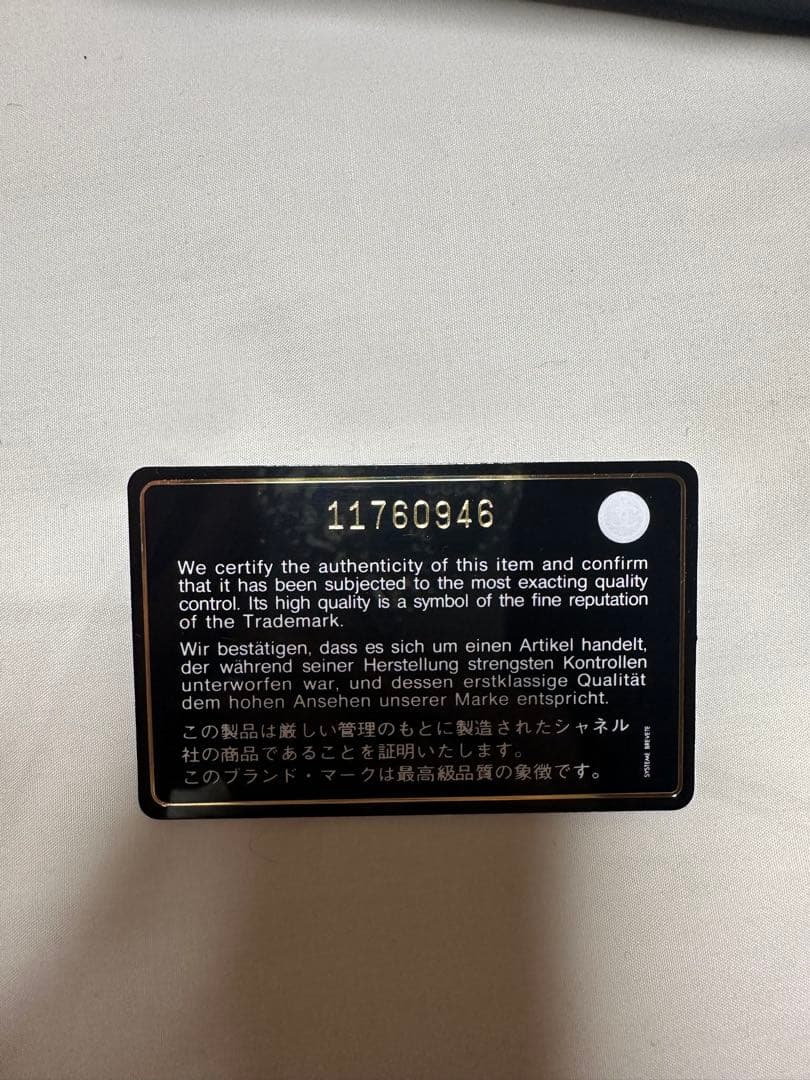 11760946
We certify the authenticity of this item and confirm
that it has been subjected to the most exacting quality
control. Its high quality is a symbol of the fine reputation
of the Trademark.
Wir bestätigen, dass es sich um einen Artikel handelt,
der während seiner Herstellung strengsten Kontrollen
unterworfen war, und dessen erstklassige Qualität
dem hohen Ansehen unserer Marke entspricht.
この製品は厳しい管理のもとに製造されたシャネル
社の商品であることを証明いたします。
このブランド・マークは最高級品質の象徴です。
SYSTEME BREVETE